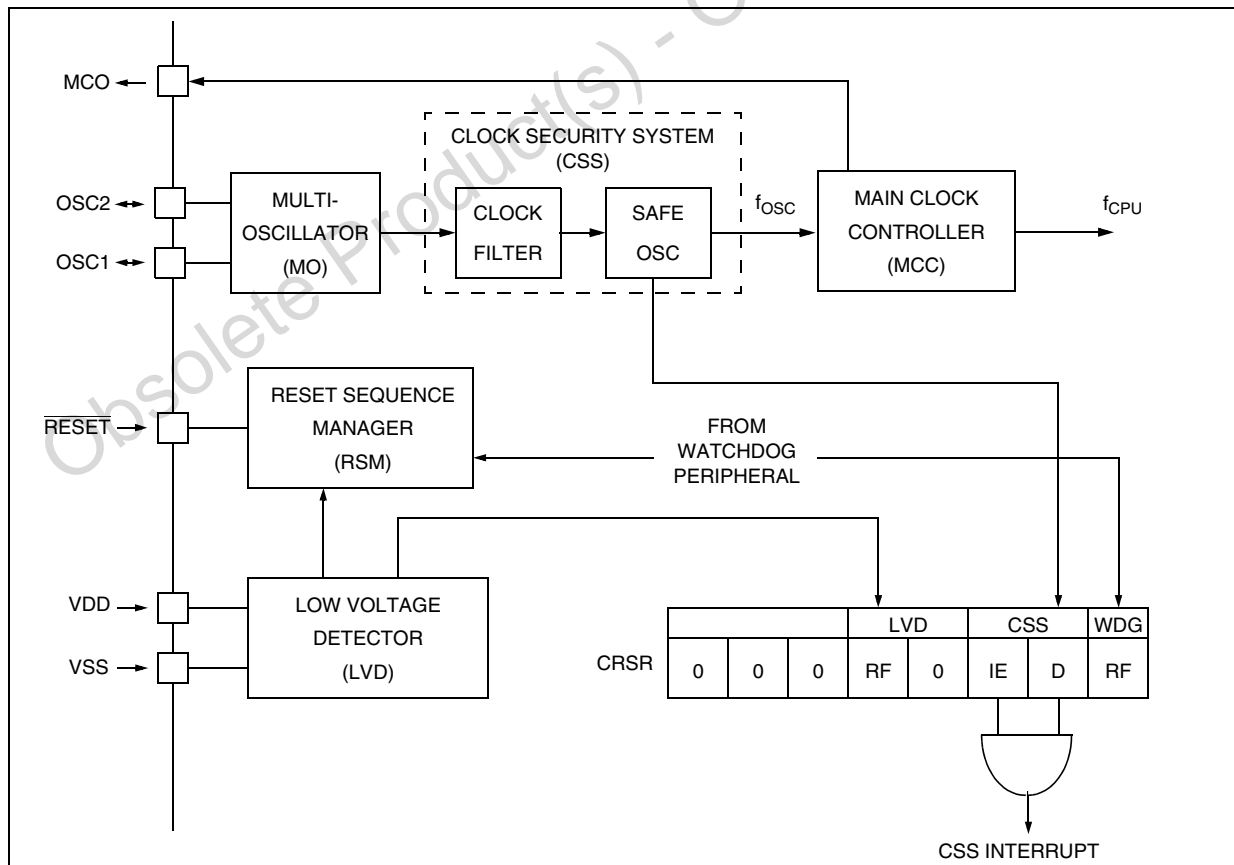 Obsolete Product(s) - O
MCO
CLOCK SECURITY SYSTEM
(CSS)
OSC2
OSC1
MULTI-
OSCILLATOR
(MO)
CLOCK
FILTER
SAFE
OSC
fOSC
MAIN CLOCK
CONTROLLER
(MCC)
fCPU
RESET
RESET SEQUENCE
MANAGER
(RSM)
FROM
WATCHDOG
PERIPHERAL
VDD
VSS
LOW VOLTAGE
DETECTOR
(LVD)
LVD CSS WDG
CRSR 0 0 0 RF 0 IE D RF
CSS INTERRUPT